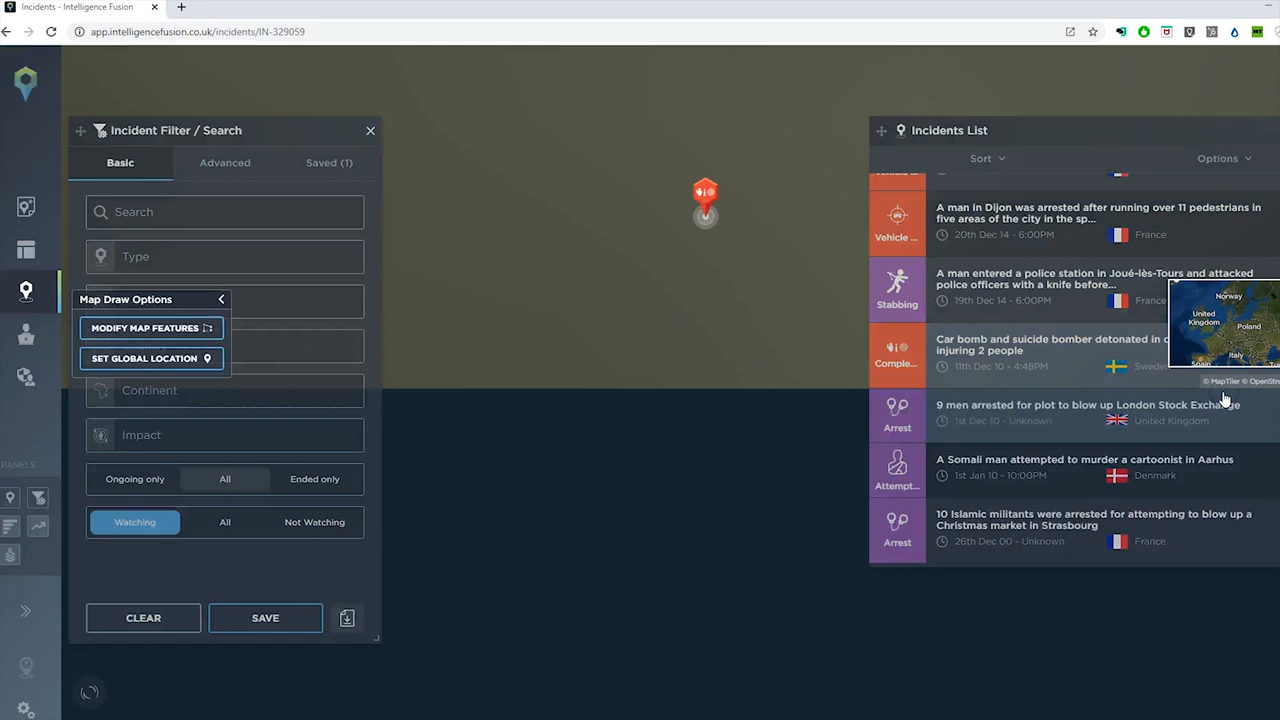 Incidents - Intelligence Fusion
app.intelligencefusion.co.uk/incidents/IN-329059
Incident Filter / Search
Basic
Advanced
Saved (1)
Search
Type
Map Draw Options
MODIFY MAP FEATURES
SET GLOBAL LOCATION
Continent
Impact
Ongoing only
All
Ended only
Watching
All
Not Watching
CLEAR
SAVE
PANELS
Incidents List
Sort
Options
Vehicle ...
A man in Dijon was arrested after running over 11 pedestrians in
five areas of the city in the sp...
20th Dec 14 - 6:00PM
France
Vehicle ...
A man entered a police station in Joué-lès-Tours and attacked
police officers with a knife before...
19th Dec 14 - 6:00PM
France
Stabbing
Car bomb and suicide bomber detonated in
injuring 2 people
11th Dec 10 - 4:48PM
Comple...
9 men arrested for plot to blow up London Stock Exchange
1st Dec 10 - Unknown
United Kingdom
Arrest
A Somali man attempted to murder a cartoonist in Aarhus
1st Jan 10 - 10:00PM
Denmark
Attempt...
10 Islamic militants were arrested for attempting to blow up a
Christmas market in Strasbourg
26th Dec 00 - Unknown
France
Arrest
Norway
United
Kingdom
Poland
Italy
Spain
© MapTiler © OpenStre